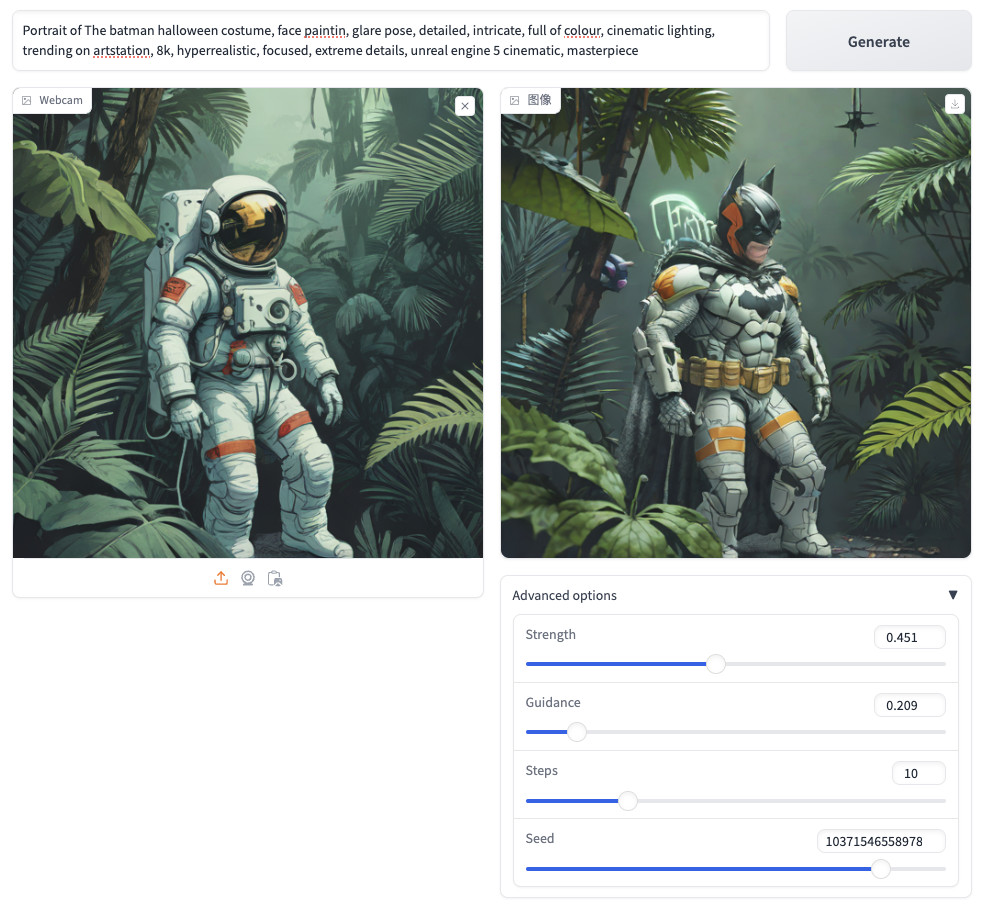 Portrait of The batman halloween costume, face paintin, glare pose, detailed, intricate, full of colour, cinematic lighting,
trending on artstation, 8k, hyperrealistic, focused, extreme details, unreal engine 5 cinematic, masterpiece
Generate
Webcam
图像
Advanced options
Strength
0.451
Guidance
0.209
Steps
10
Seed
10371546558978